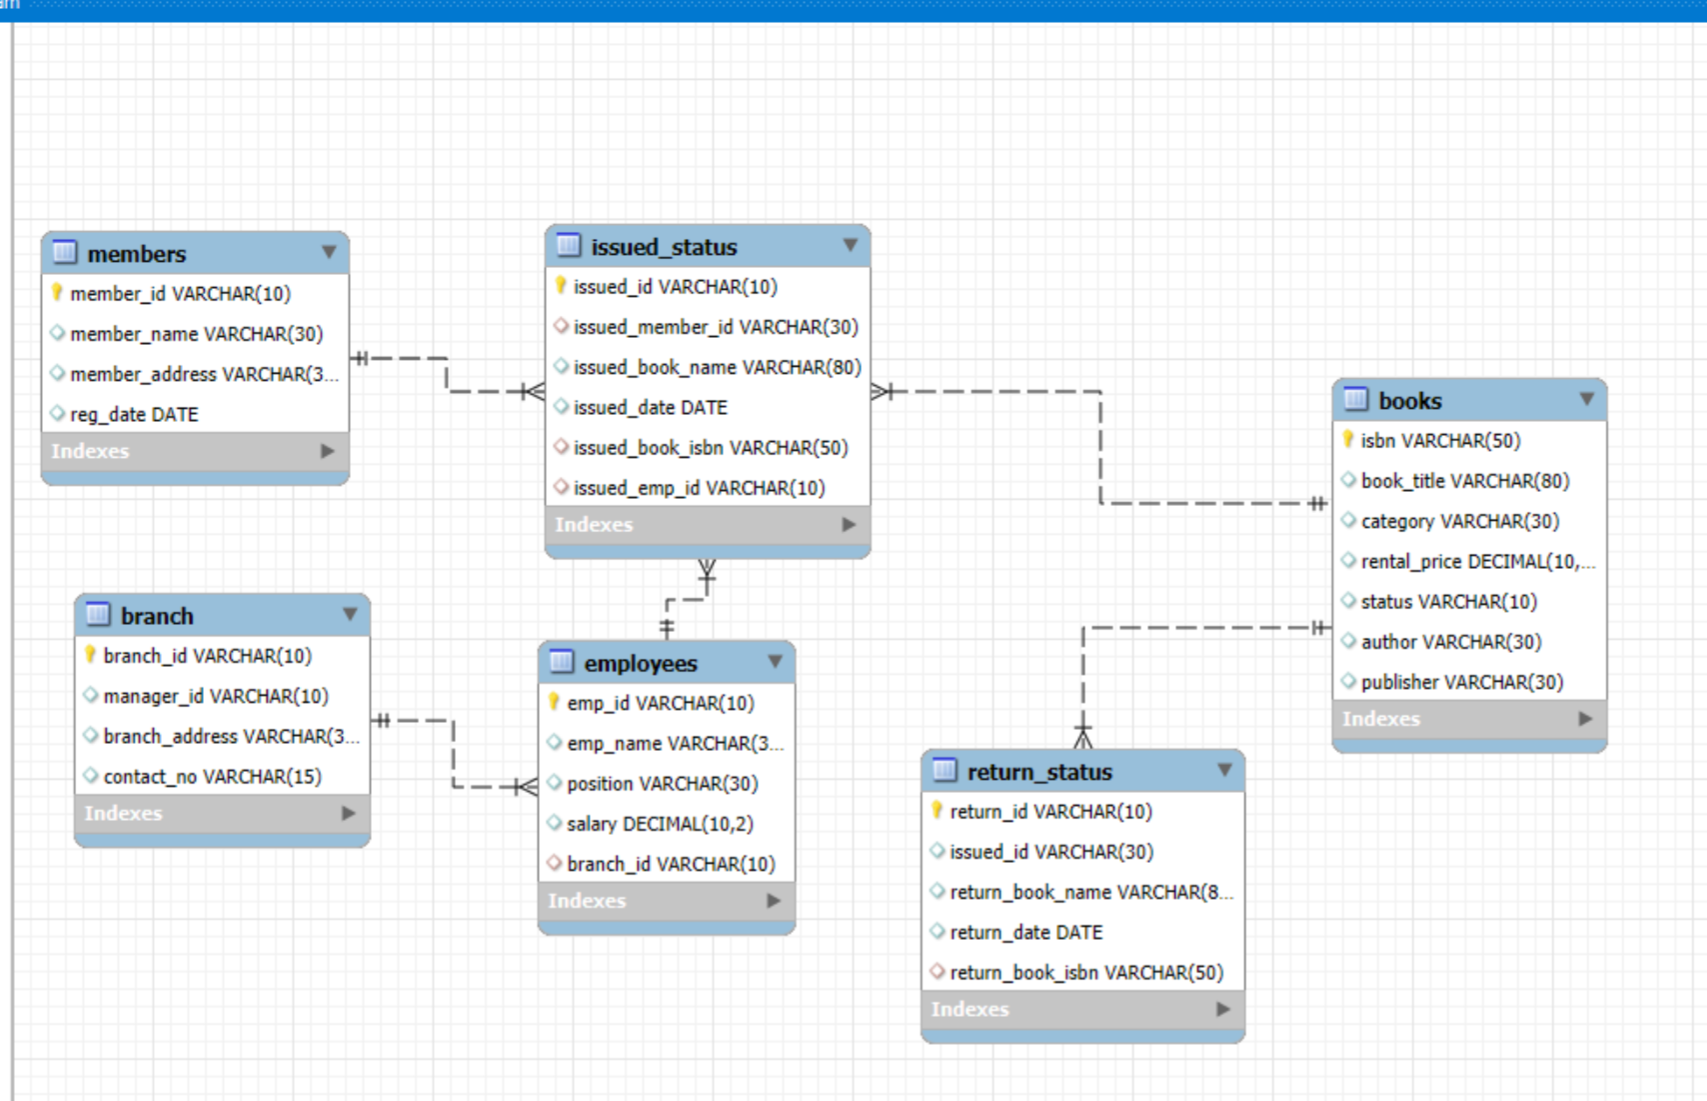 members
member_id VARCHAR(10)
member_name VARCHAR(30)
member_address VARCHAR(3...
reg_date DATE
Indexes
issued_status
issued_id VARCHAR(10)
issued_member_id VARCHAR(30)
issued_book_name VARCHAR(80)
issued_date DATE
issued_book_isbn VARCHAR(50)
issued_emp_id VARCHAR(10)
Indexes
books
isbn VARCHAR(50)
book_title VARCHAR(80)
category VARCHAR(30)
rental_price DECIMAL(10,...
status VARCHAR(10)
author VARCHAR(30)
publisher VARCHAR(30)
Indexes
branch
branch_id VARCHAR(10)
manager_id VARCHAR(10)
branch_address VARCHAR(3...
contact_no VARCHAR(15)
Indexes
employees
emp_id VARCHAR(10)
emp_name VARCHAR(3...
position VARCHAR(30)
salary DECIMAL(10,2)
branch_id VARCHAR(10)
Indexes
return_status
return_id VARCHAR(10)
issued_id VARCHAR(30)
return_book_name VARCHAR(8...
return_date DATE
return_book_isbn VARCHAR(50)
Indexes